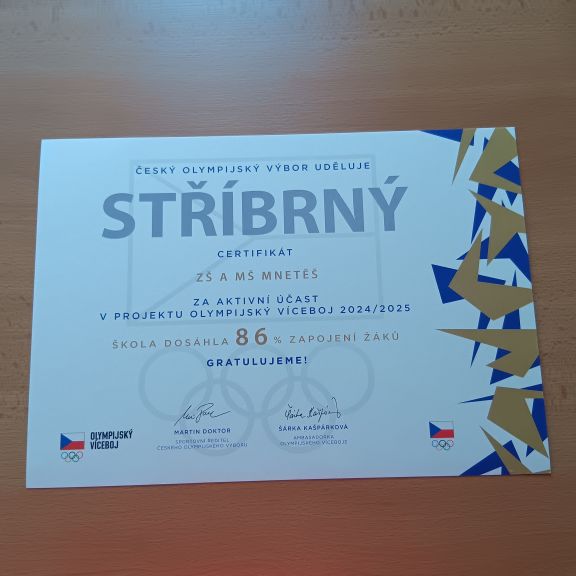 ČESKÝ OLYMPIJSKÝ VÝBOR UDĚLUJE
STŘÍBRNÝ
CERTIFIKÁT
ZŠ A MŠ MNETĚŠ
ZA AKTIVNÍ ÚČAST
V PROJEKTU OLYMPIJSKÝ VÍCEBOJ 2024/2025
ŠKOLA DOSÁHLA 86 % ZAPOJENÍ ŽÁKŮ
GRATULUJEME!
MARTIN DOKTOR
SPORTOVNÍ ŘEDITEL
ČESKÉHO OLYMPIJSKÉHO VÝBORU
ŠÁRKA KAŠPÁRKOVÁ
AMBASADORKA
OLYMPIJSKÉHO VÍCEBOJE
OLYMPIJSKÝ
VÍCEBOJ